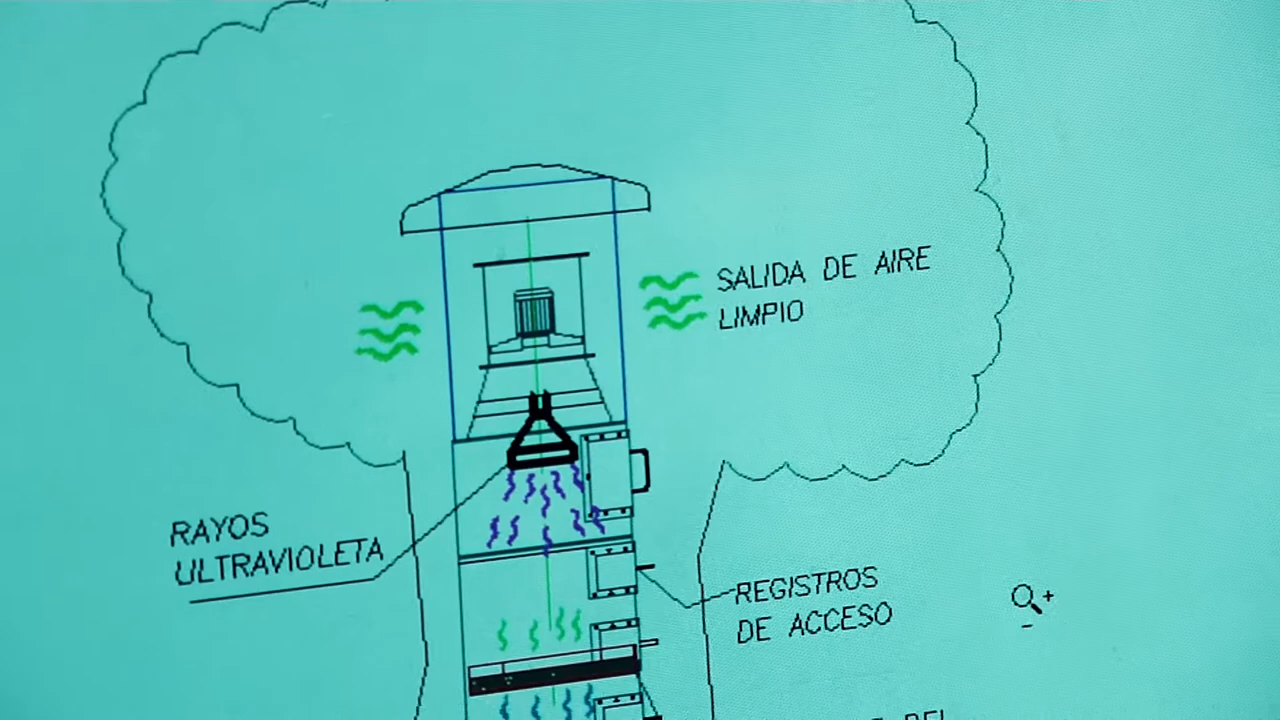 SALIDA DE AIRE
LIMPIO
RAYOS
ULTRAVIOLETA
REGISTROS
DE ACCESO